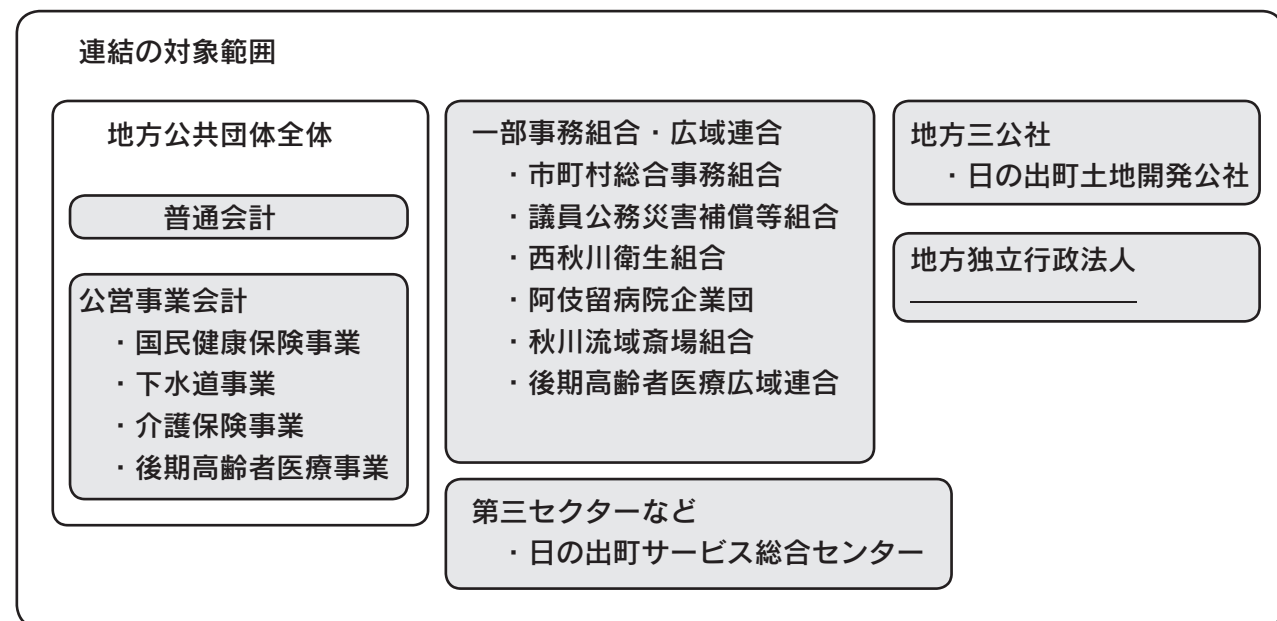 連結の対象範囲
地方公共団体全体
普通会計
公営事業会計
・国民健康保険事業
・下水道事業
・介護保険事業
・後期高齢者医療事業
一部事務組合・広域連合
・市町村総合事務組合
・議員公務災害補償等組合
・西秋川衛生組合
・阿伎留病院企業団
・秋川流域斎場組合
・後期高齢者医療広域連合
第三セクターなど
・日の出町サービス総合センター
地方三公社
・日の出町土地開発公社
地方独立行政法人